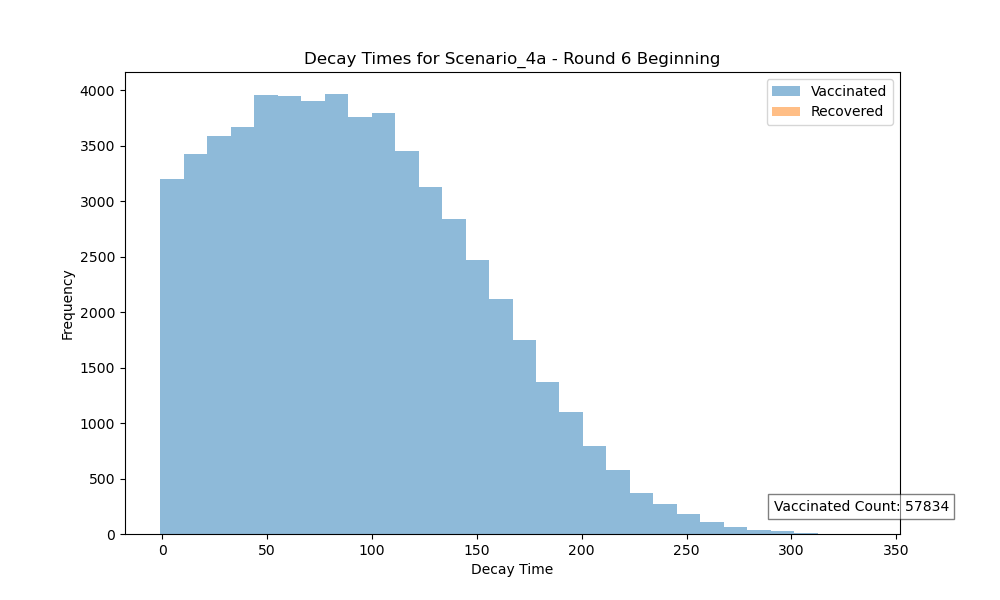 Decay Times for Scenario_4a - Round 6 Beginning
Vaccinated
Recovered
4000
3500
3000
2500
2000
1500
1000
500
0
Frequency
Vaccinated Count: 57834
0 50 100 150 200 250 300 350
Decay Time